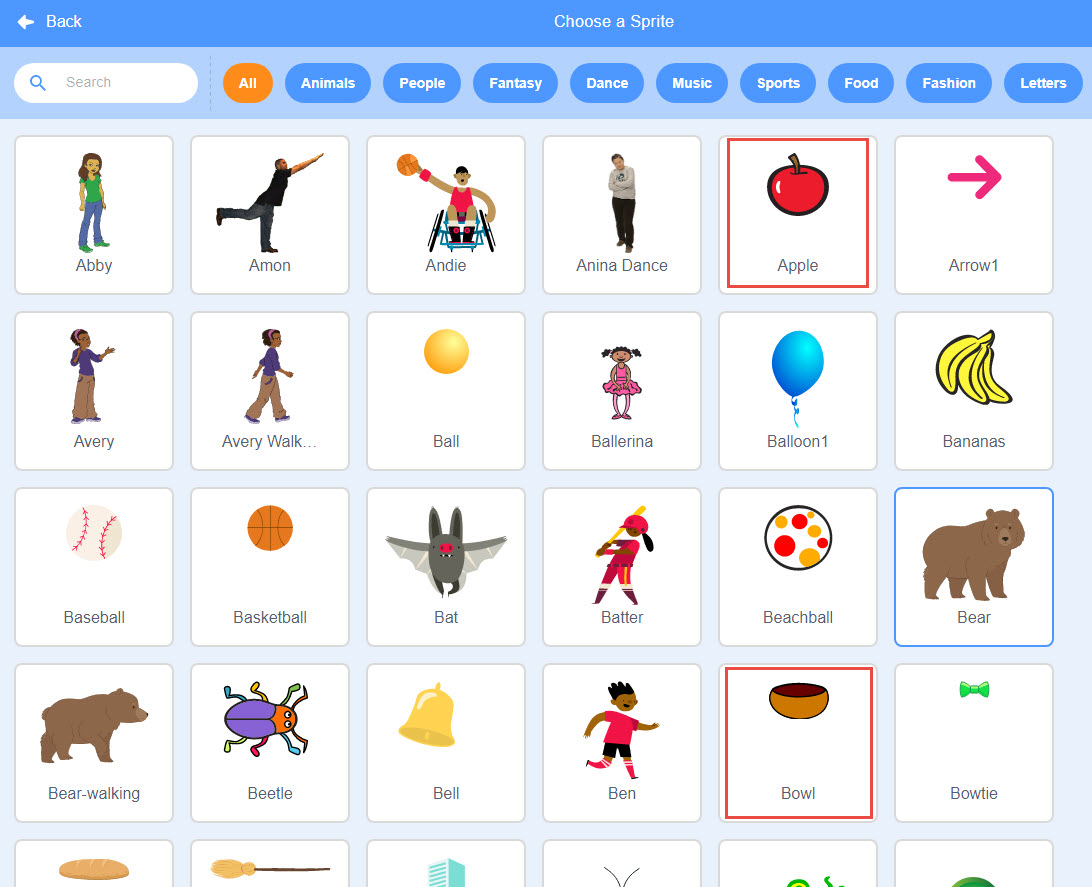 Back
Choose a Sprite
Search
All
Animals
People
Fantasy
Dance
Music
Sports
Food
Fashion
Letters
Abby
Amon
Andie
Anina Dance
Apple
Arrow1
Avery
Avery Walk...
Ball
Ballerina
Balloon1
Bananas
Baseball
Basketball
Bat
Batter
Beachball
Bear
Bear-walking
Beetle
Bell
Ben
Bowl
Bowtie